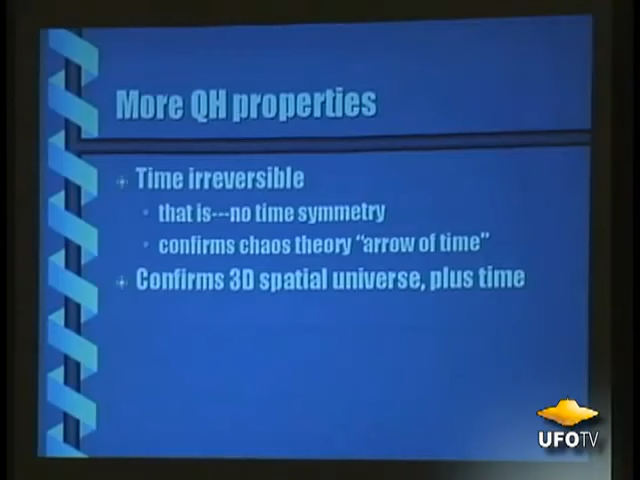 More QH properties
Time irreversible
that is---no time symmetry
confirms chaos theory "arrow of time"
Confirms 3D spatial universe, plus time
UFOTV